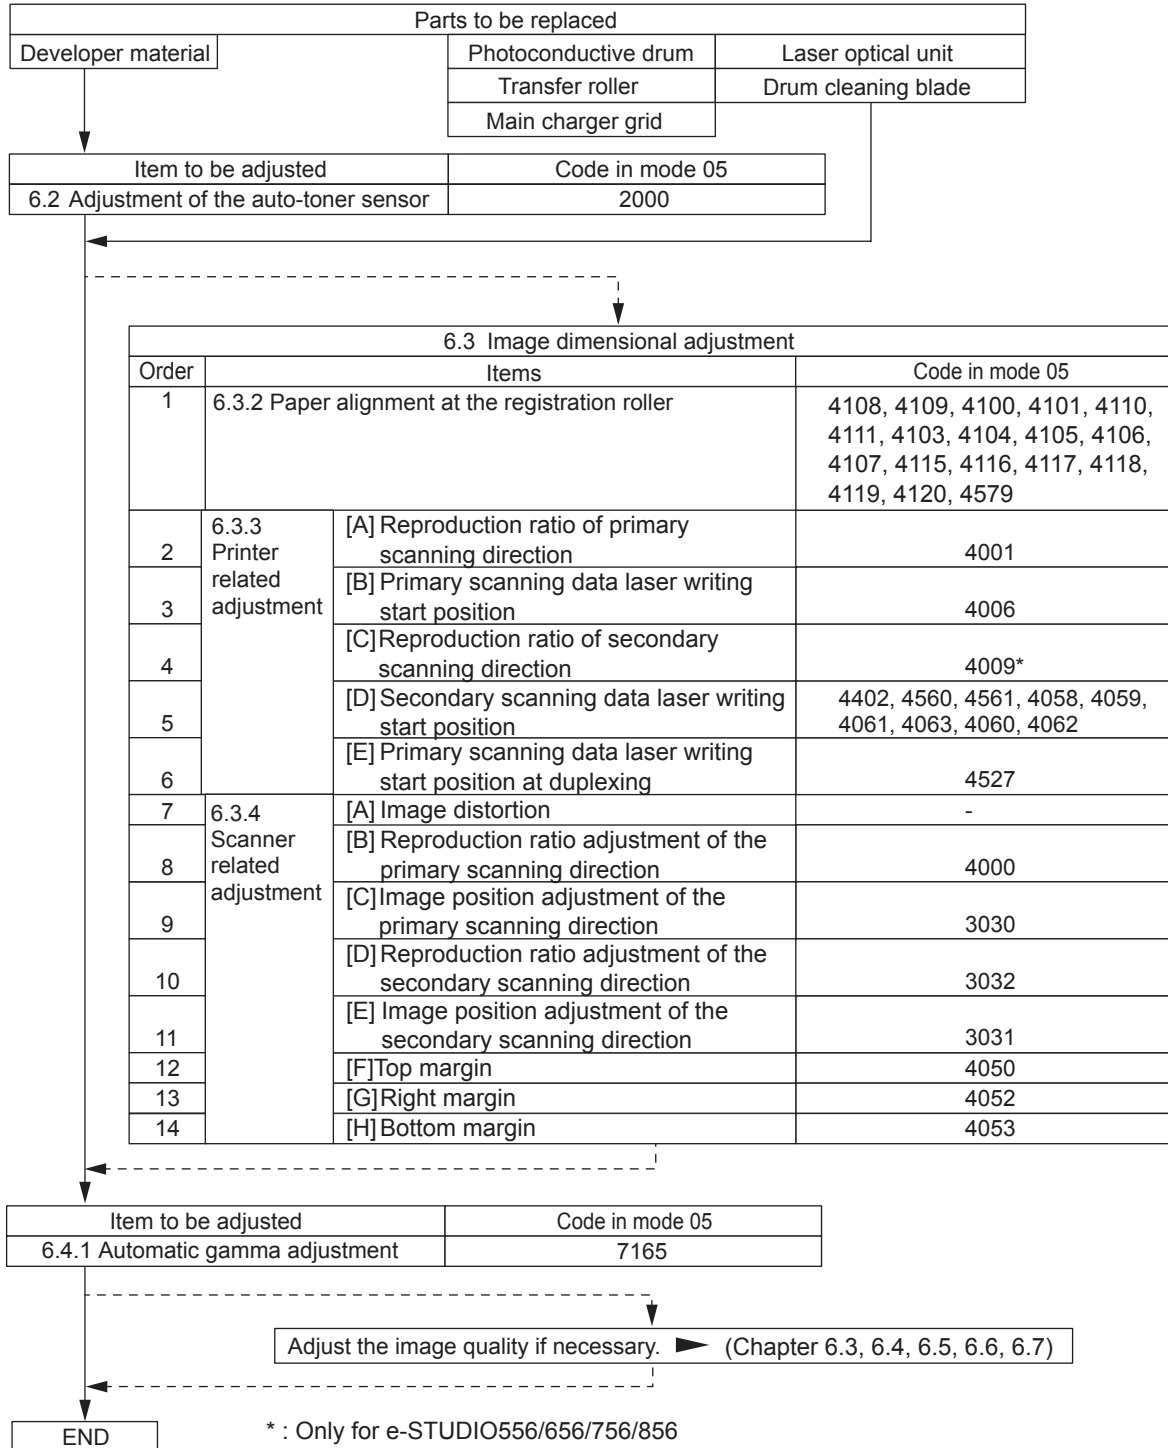 Parts to be replaced
Developer material
Photoconductive drum
Laser optical unit
Transfer roller
Drum cleaning blade
Main charger grid
Item to be adjusted
Code in mode 05
6.2 Adjustment of the auto-toner sensor
2000
6.3 Image dimensional adjustment
Order
Items
Code in mode 05
1
6.3.2 Paper alignment at the registration roller
4108, 4109, 4100, 4101, 4110,
4111, 4103, 4104, 4105, 4106,
4107, 4115, 4116, 4117, 4118,
4119, 4120, 4579
6.3.3
Printer
related
adjustment
2
[A] Reproduction ratio of primary
scanning direction
4001
3
[B] Primary scanning data laser writing
start position
4006
4
[C] Reproduction ratio of secondary
scanning direction
4009*
5
[D] Secondary scanning data laser writing
start position
4402, 4560, 4561, 4058, 4059,
4061, 4063, 4060, 4062
6
[E] Primary scanning data laser writing
start position at duplexing
4527
6.3.4
Scanner
related
adjustment
7
[A] Image distortion
-
8
[B] Reproduction ratio adjustment of the
primary scanning direction
4000
9
[C] Image position adjustment of the
primary scanning direction
3030
10
[D] Reproduction ratio adjustment of the
secondary scanning direction
3032
11
[E] Image position adjustment of the
secondary scanning direction
3031
12
[F] Top margin
4050
13
[G] Right margin
4052
14
[H] Bottom margin
4053
Item to be adjusted
Code in mode 05
6.4.1 Automatic gamma adjustment
7165
Adjust the image quality if necessary. ► (Chapter 6.3, 6.4, 6.5, 6.6, 6.7)
END
* : Only for e-STUDIO556/656/756/856